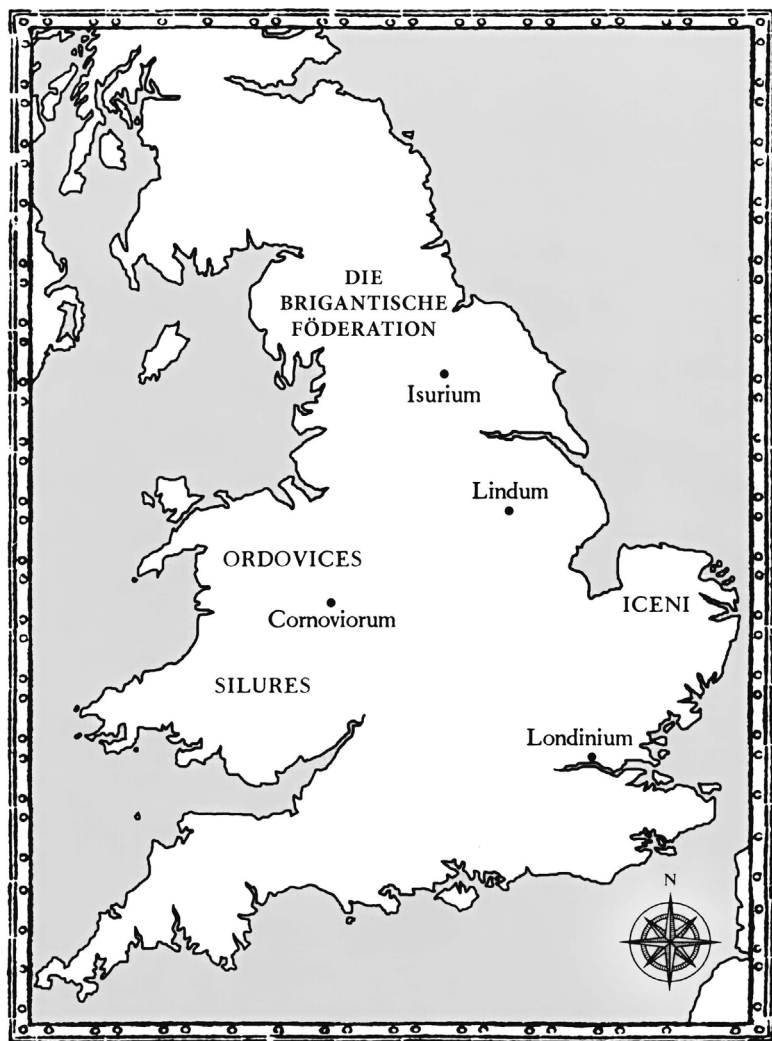 DIE
BRIGANTISCHE
FÖDERATION
Isurium
Lindum
ORDOVICES
ICENI
Cornoviorum
SILURES
Londinium
N